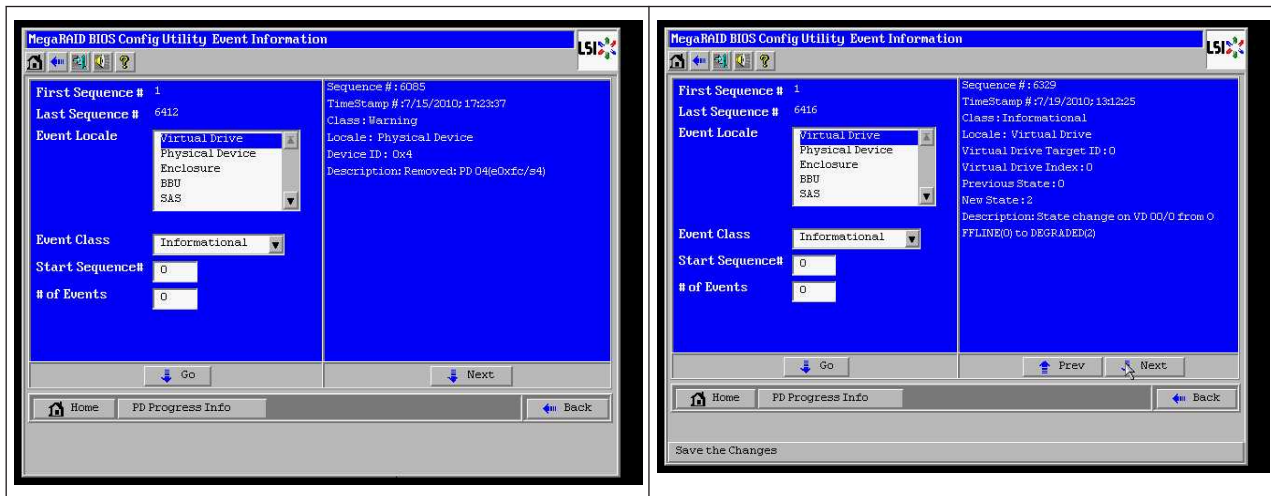 MegaRAID BIOS Config Utility Event Information
LSI
First Sequence # 1
Last Sequence # 6412
Event Locale
Virtual Drive
Physical Device
Enclosure
BBU
SAS
Event Class Informational
Start Sequence# 0
# of Events 0
Go
Sequence #:6085
TimeStamp #:7/15/2010; 17:23:37
Class: Warning
Locale: Physical Device
Device ID: 0x4
Description: Removed: PD 04(e0xfc/s4)
Next
Home
PD Progress Info
Back
MegaRAID BIOS Config Utility Event Information
LSI
First Sequence # 1
Last Sequence # 6416
Event Locale
Virtual Drive
Physical Device
Enclosure
BBU
SAS
Event Class Informational
Start Sequence# 0
# of Events 0
Go
Sequence #:6329
TimeStamp #:7/19/2010; 13:12:25
Class: Informational
Locale: Virtual Drive
Virtual Drive Target ID: 0
Virtual Drive Index: 0
Previous State: 0
New State: 2
Description: State change on VD 00/0 from O
FFLINE(0) to DEGRADED(2)
Prev
Next
Home
PD Progress Info
Back
Save the Changes